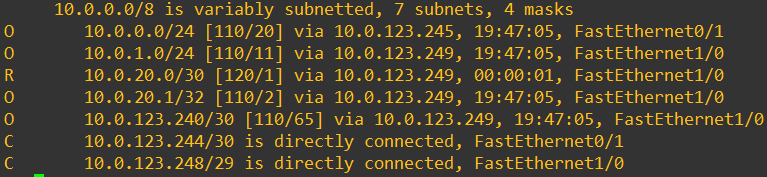 10.0.0.0/8 is variably subnetted, 7 subnets, 4 masks
O 10.0.0.0/24 [110/20] via 10.0.123.245, 19:47:05, FastEthernet0/1
O 10.0.1.0/24 [110/11] via 10.0.123.249, 19:47:05, FastEthernet1/0
R 10.0.20.0/30 [120/1] via 10.0.123.249, 00:00:01, FastEthernet1/0
O 10.0.20.1/32 [110/2] via 10.0.123.249, 19:47:05, FastEthernet1/0
O 10.0.123.240/30 [110/65] via 10.0.123.249, 19:47:05, FastEthernet1/0
C 10.0.123.244/30 is directly connected, FastEthernet0/1
C 10.0.123.248/29 is directly connected, FastEthernet1/0